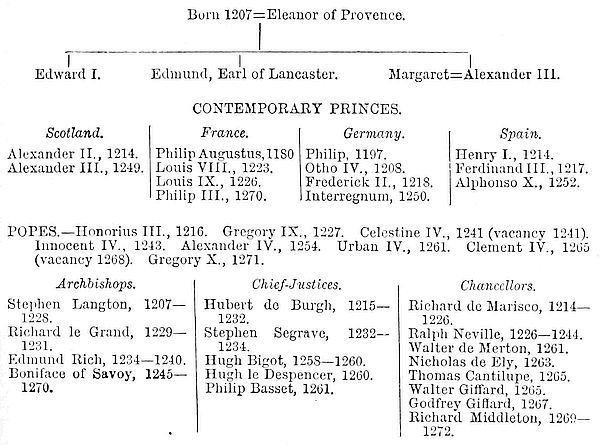 Born 1207=Eleanor of Provence.
Edward I. Edmund, Earl of Lancaster. Margaret=Alexander III.
CONTEMPORARY PRINCES.
Scotland.
Alexander II., 1214.
Alexander III., 1249.
France.
Philip Augustus, 1180
Louis VIII., 1223.
Louis IX., 1226.
Philip III., 1270.
Germany.
Philip, 1197.
Otho IV., 1208.
Frederick II., 1218.
Interregnum, 1250.
Spain.
Henry I., 1214.
Ferdinand III., 1217.
Alphonso X., 1252.
POPES.—Honorius III., 1216. Gregory IX., 1227. Celestine IV., 1241 (vacancy 1241).
Innocent IV., 1243. Alexander IV., 1254. Urban IV., 1261. Clement IV., 1265
(vacancy 1268). Gregory X., 1271.
Archbishops.
Stephen Langton, 1207—
1228.
Richard le Grand, 1229—
1231.
Edmund Rich, 1234—1240.
Boniface of Savoy, 1245—
1270.
Chief-Justices.
Hubert de Burgh, 1215—
1232.
Stephen Segrave, 1232—
1234.
Hugh Bigot, 1258—1260.
Hugh le Despencer, 1260.
Philip Basset, 1261.
Chancellors.
Richard de Marisco, 1214—
1226.
Ralph Neville, 1226—1244.
Walter de Merton, 1261.
Nicholas de Ely, 1263.
Thomas Cantilupe, 1265.
Walter Giffard, 1265.
Godfrey Giffard, 1267.
Richard Middleton, 1269—
1272.